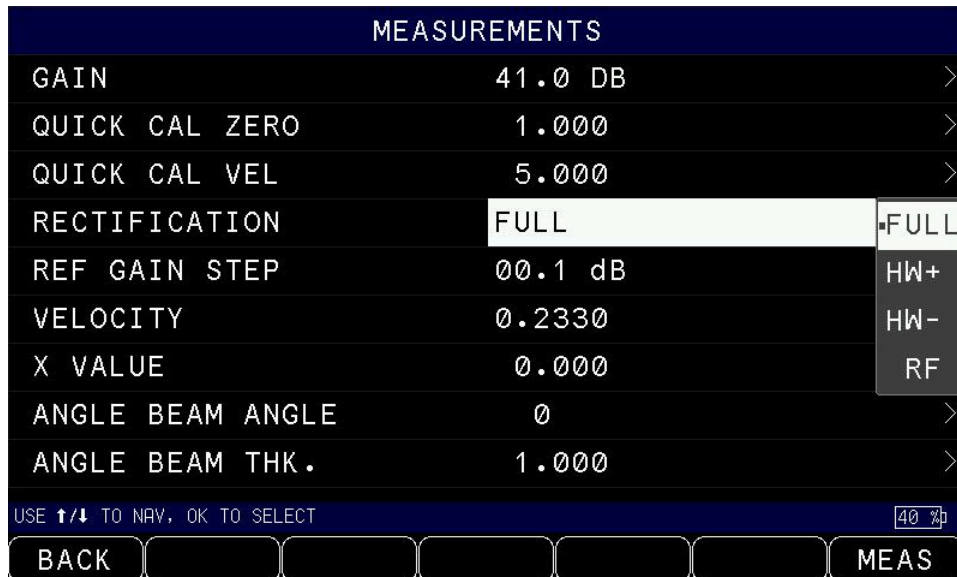 MEASUREMENTS
GAIN 41.0 DB >
QUICK CAL ZERO 1.000 >
QUICK CAL VEL 5.000 >
RECTIFICATION FULL ▪FULL
REF GAIN STEP 00.1 dB HW+
VELOCITY 0.2330 HW-
X VALUE 0.000 RF
ANGLE BEAM ANGLE 0 >
ANGLE BEAM THK. 1.000 >
USE ↑/↓ TO NAV, OK TO SELECT 40 %
BACK MEAS